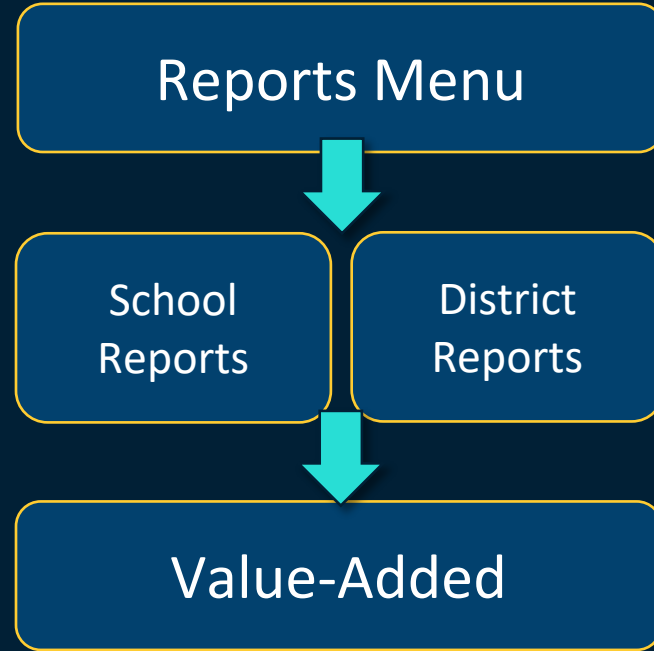 Reports Menu
School
Reports
District
Reports
Value-Added